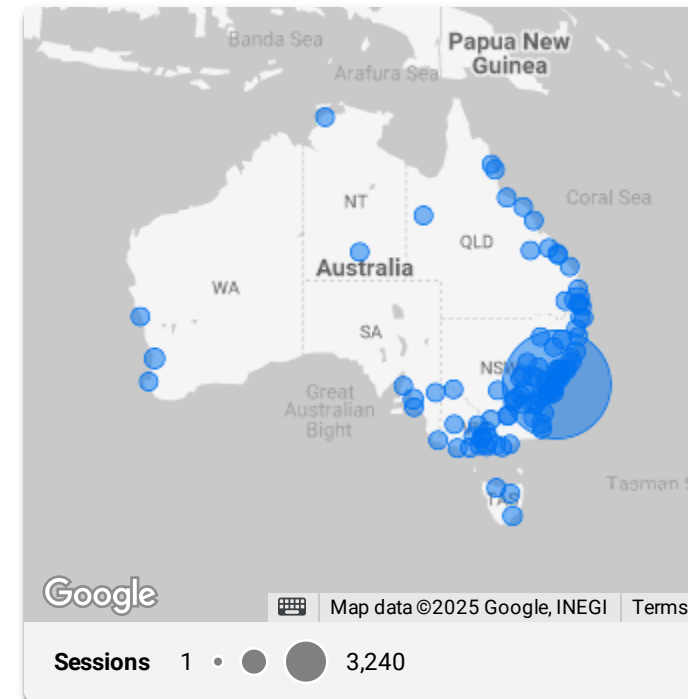 Banda Sea
Papua New
Guinea
Arafura Sea
Coral Sea
NT
QLD
Australia
WA
SA
NSW
Great
Australian
Bight
TAS
Tasman S
Google
Map data ©2025 Google, INEGI
Terms
Sessions 1 3,240